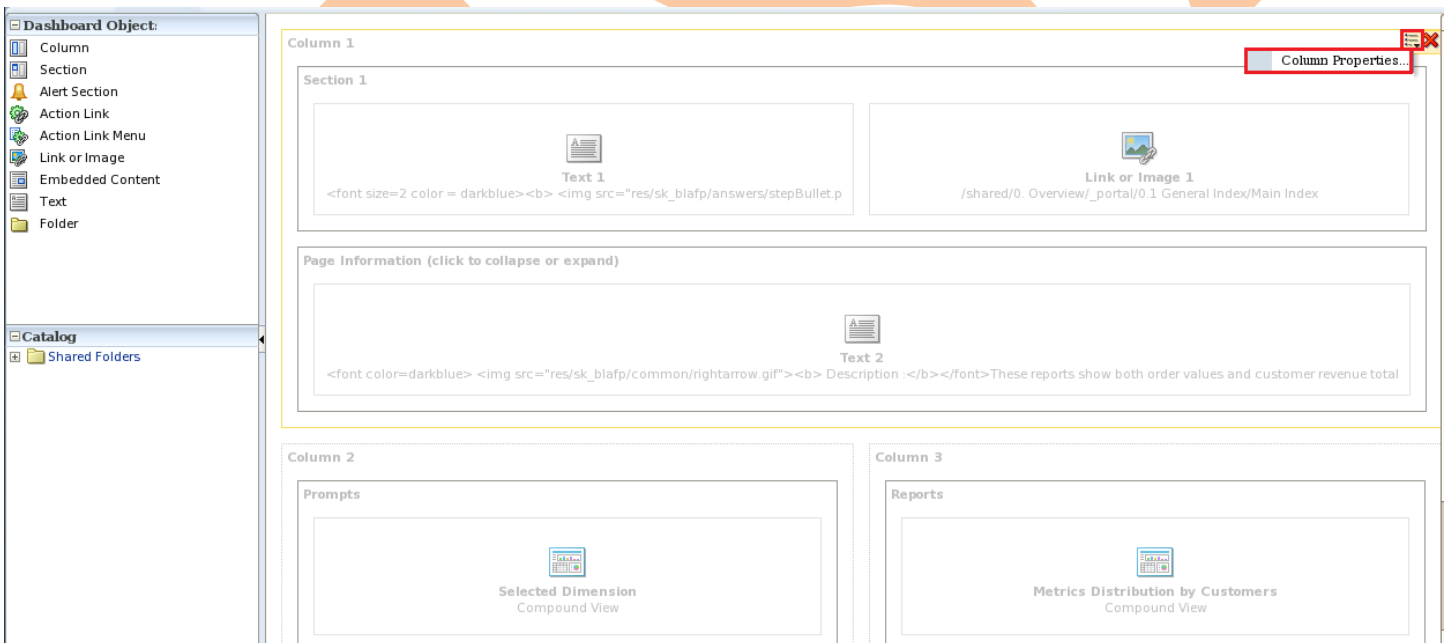 Dashboard Object:
Column
Section
Alert Section
Action Link
Action Link Menu
Link or Image
Embedded Content
Text
Folder
Catalog
Shared Folders
Column 1
Column Properties...
Section 1
Text 1
<font size=2 color = darkblue><b> <img src="res/sk_blafp/answers/stepBullet.p
Link or Image 1
/shared/0. Overview/_portal/0.1 General Index/Main Index
Page Information (click to collapse or expand)
Text 2
<font color=darkblue> <img src="res/sk_blafp/common/rightarrow.gif"><b> Description :</b></font>These reports show both order values and customer revenue total
Column 2
Prompts
Selected Dimension
Compound View
Column 3
Reports
Metrics Distribution by Customers
Compound View